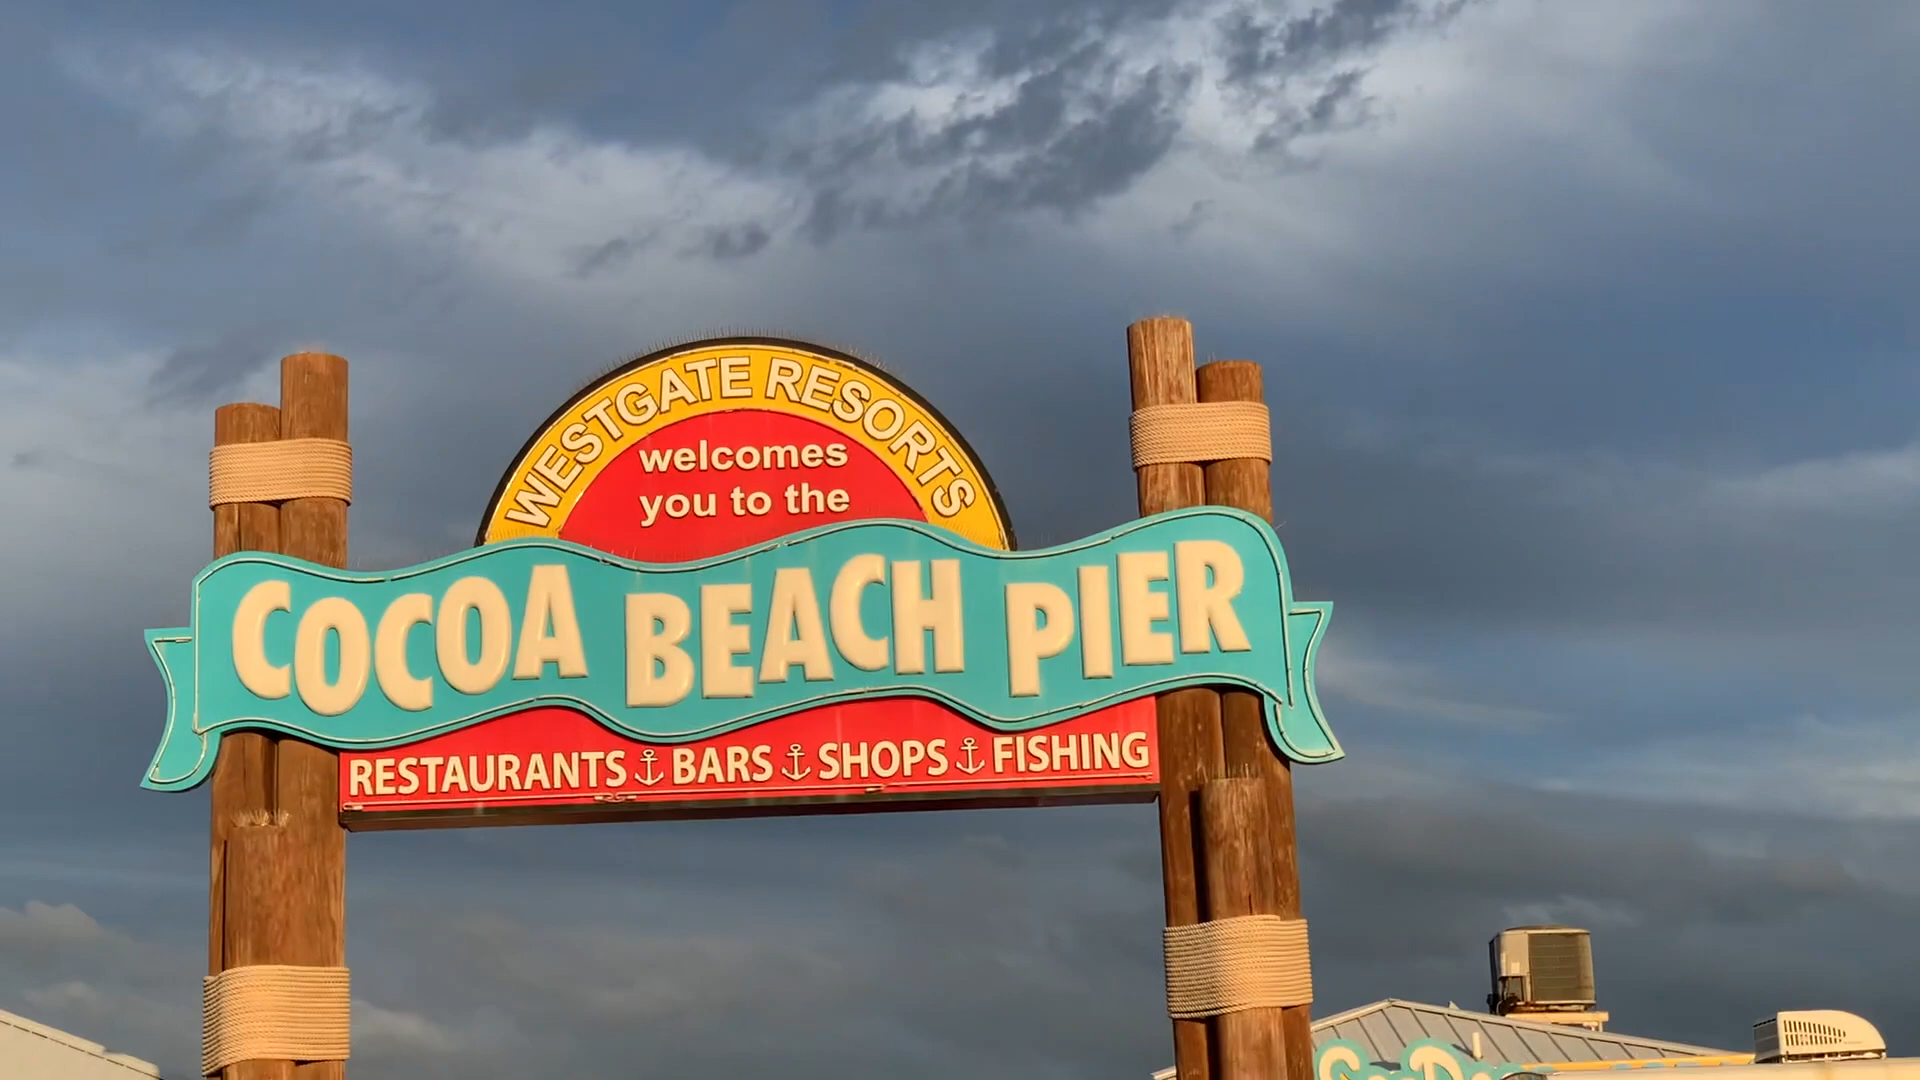 WESTGATE RESORTS
welcomes
you to the
COCOA BEACH PIER
RESTAURANTS BARS SHOPS FISHING